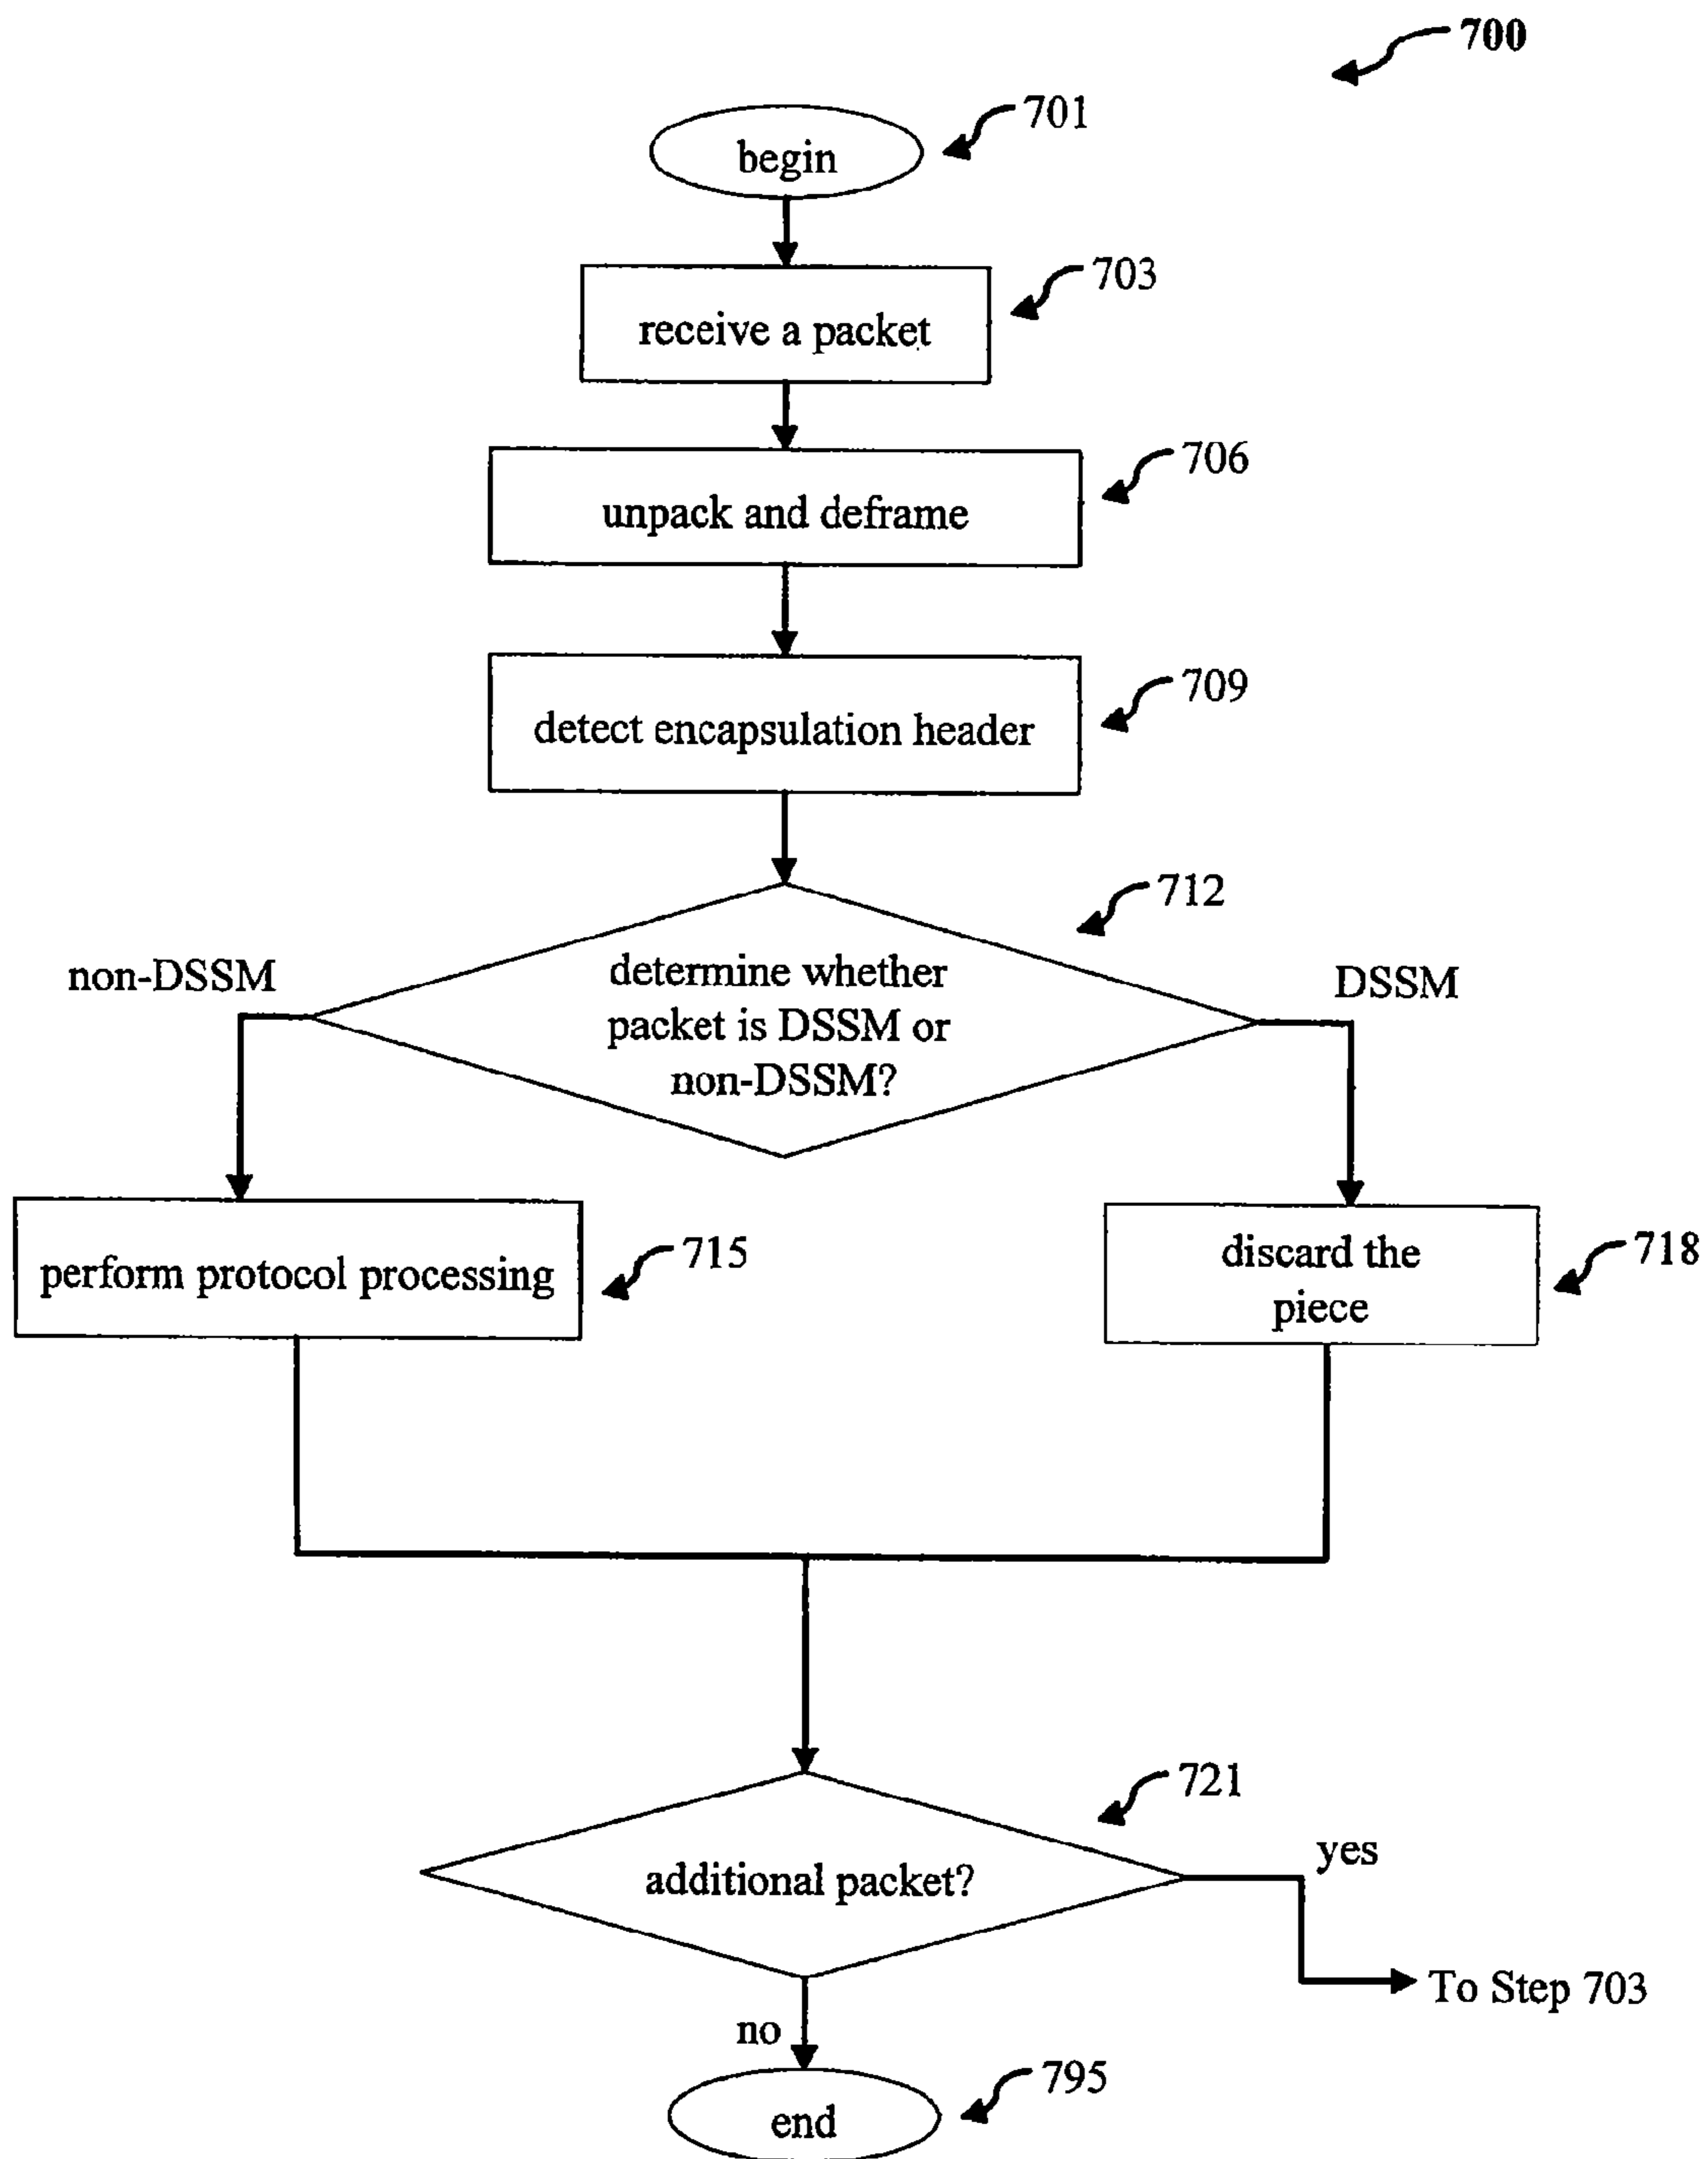 700
701
begin
703
receive a packet
706
unpack and deframe
709
detect encapsulation header
712
determine whether
packet is DSSM or
non-DSSM?
non-DSSM
DSSM
perform protocol processing
715
discard the
piece
718
721
additional packet?
yes
To Step 703
no
795
end